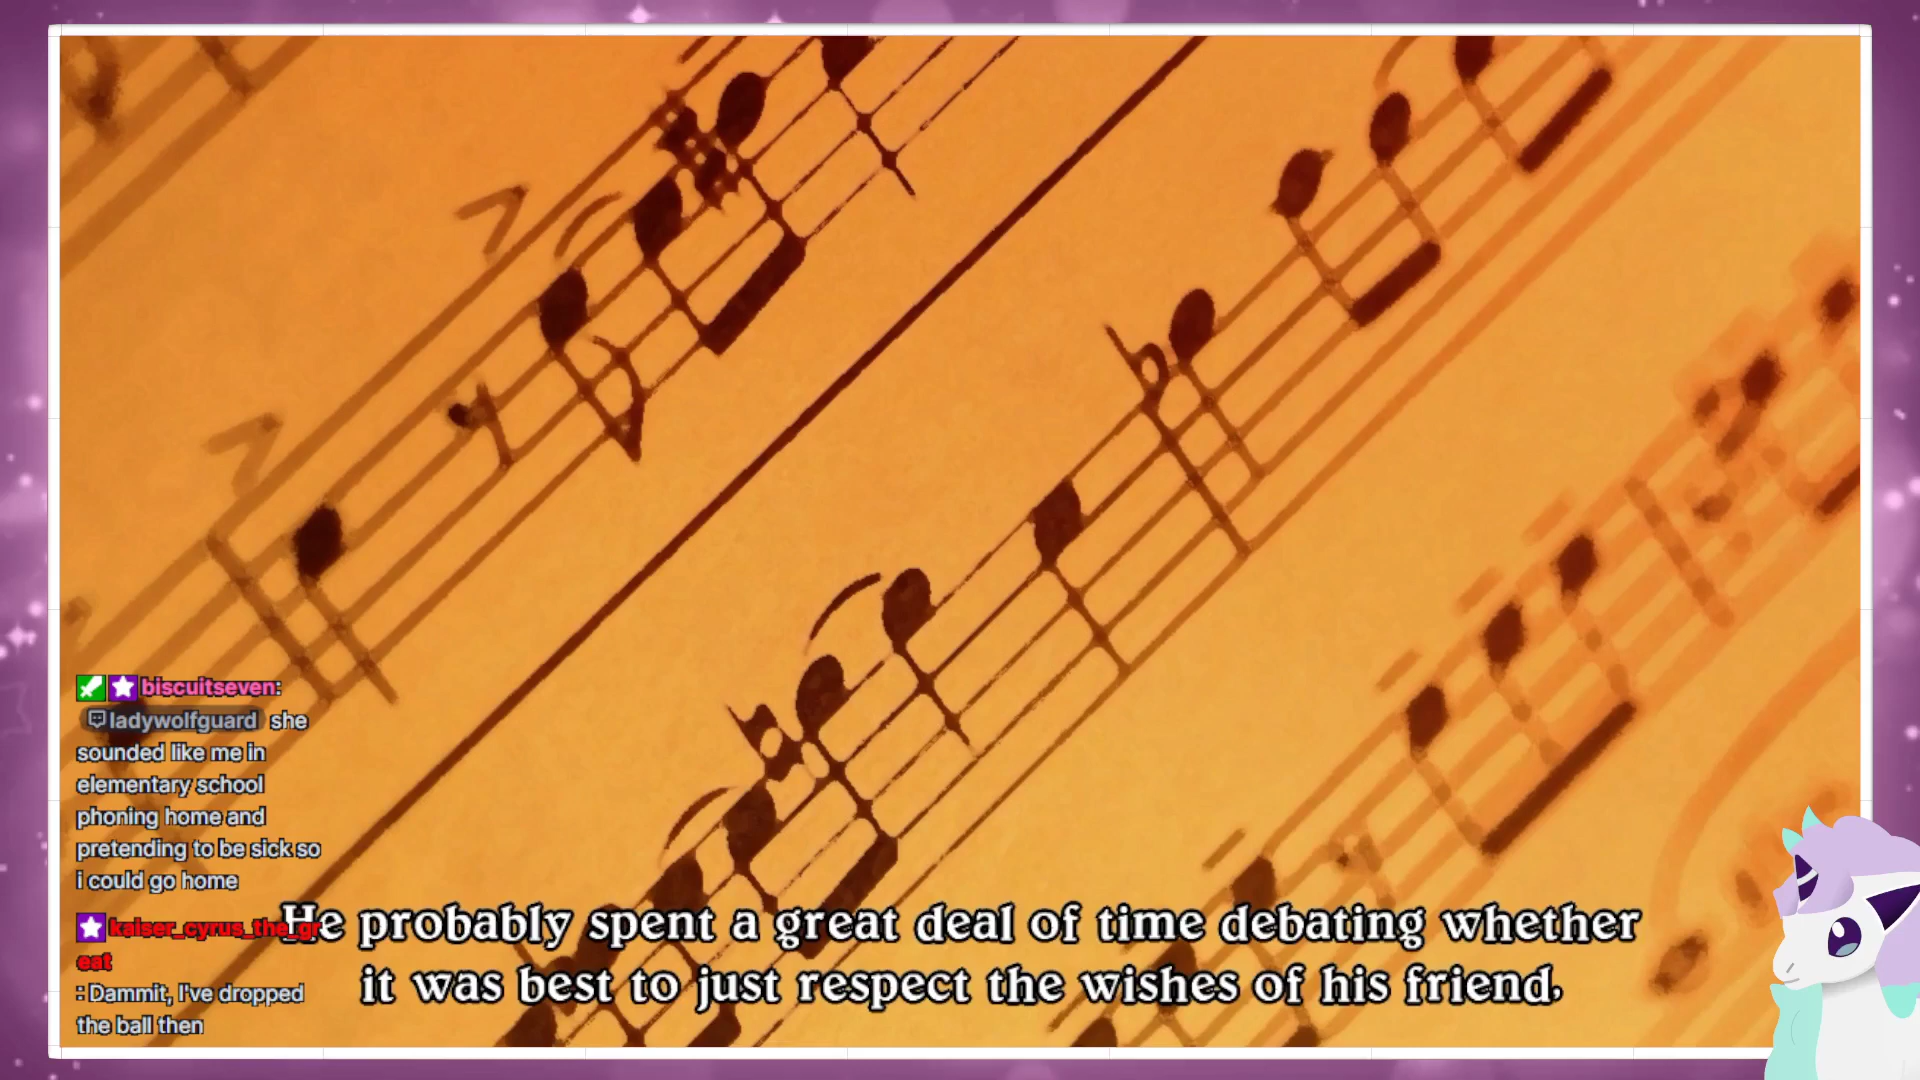 biscuitseven:
ladywolfguard she
sounded like me in
elementary school
phoning home and
pretending to be sick so
i could go home
kaiser_cyrus_the_gr
eat
: Dammit, I've dropped
the ball then
He probably spent a great deal of time debating whether
it was best to just respect the wishes of his friend.